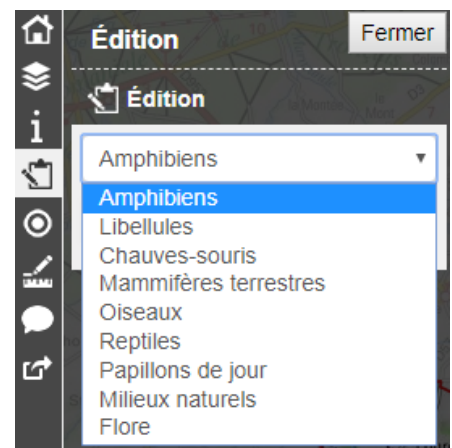 Édition
Fermer
Édition
Amphibiens
Amphibiens
Libellules
Chauves-souris
Mammifères terrestres
Oiseaux
Reptiles
Papillons de jour
Milieux naturels
Flore